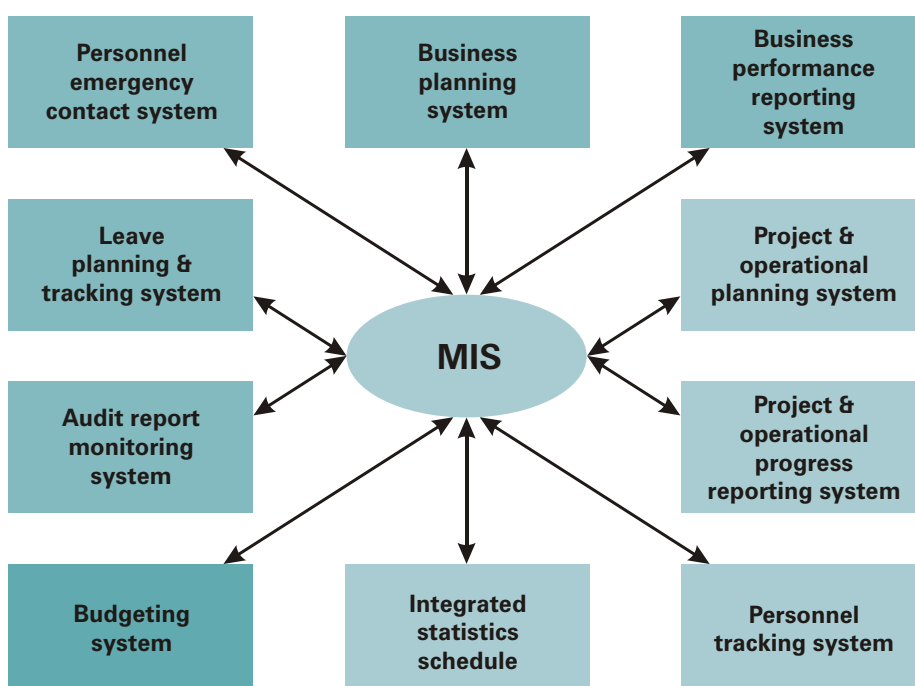 Personnel
emergency
contact system
Business
planning
system
Business
performance
reporting
system
Leave
planning &
tracking system
Project &
operational
planning system
MIS
Audit report
monitoring
system
Project &
operational
progress
reporting system
Budgeting
system
Integrated
statistics
schedule
Personnel
tracking system